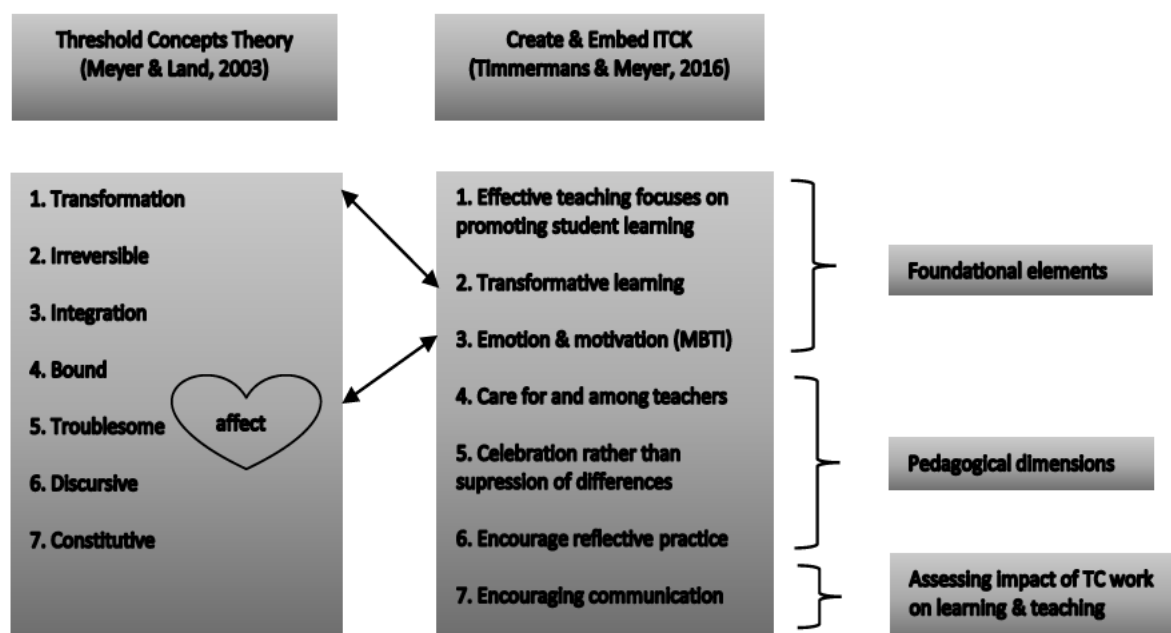 Threshold Concepts Theory
(Meyer & Land, 2003)
Create & Embed ITCK
(Timmermans & Meyer, 2016)
1. Transformation
2. Irreversible
3. Integration
4. Bound
5. Troublesome
6. Discursive
7. Constitutive
affect
1. Effective teaching focuses on
promoting student learning
2. Transformative learning
3. Emotion & motivation (MBTI)
4. Care for and among teachers
5. Celebration rather than
supression of differences
6. Encourage reflective practice
7. Encouraging communication
Foundational elements
Pedagogical dimensions
Assessing impact of TC work
on learning & teaching